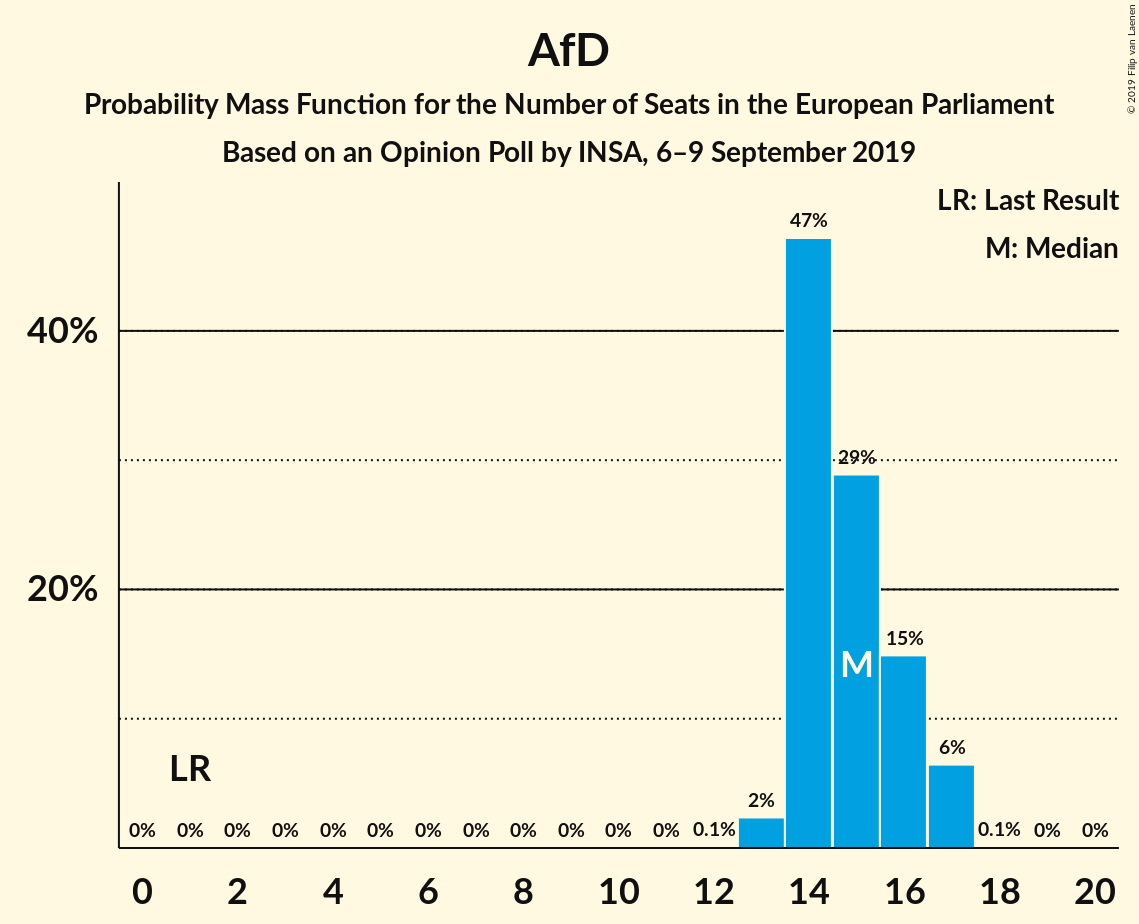 AfD
Probability Mass Function for the Number of Seats in the European Parliament
Based on an Opinion Poll by INSA, 6–9 September 2019
© 2019 Filip van Laenen
LR: Last Result
M: Median
47%
40%
29%
20%
15%
M
6%
LR
2%
0% 0% 0% 0% 0% 0% 0% 0% 0% 0% 0% 0% 0.1% 0.1% 0% 0%
0 2 4 6 8 10 12 14 16 18 20